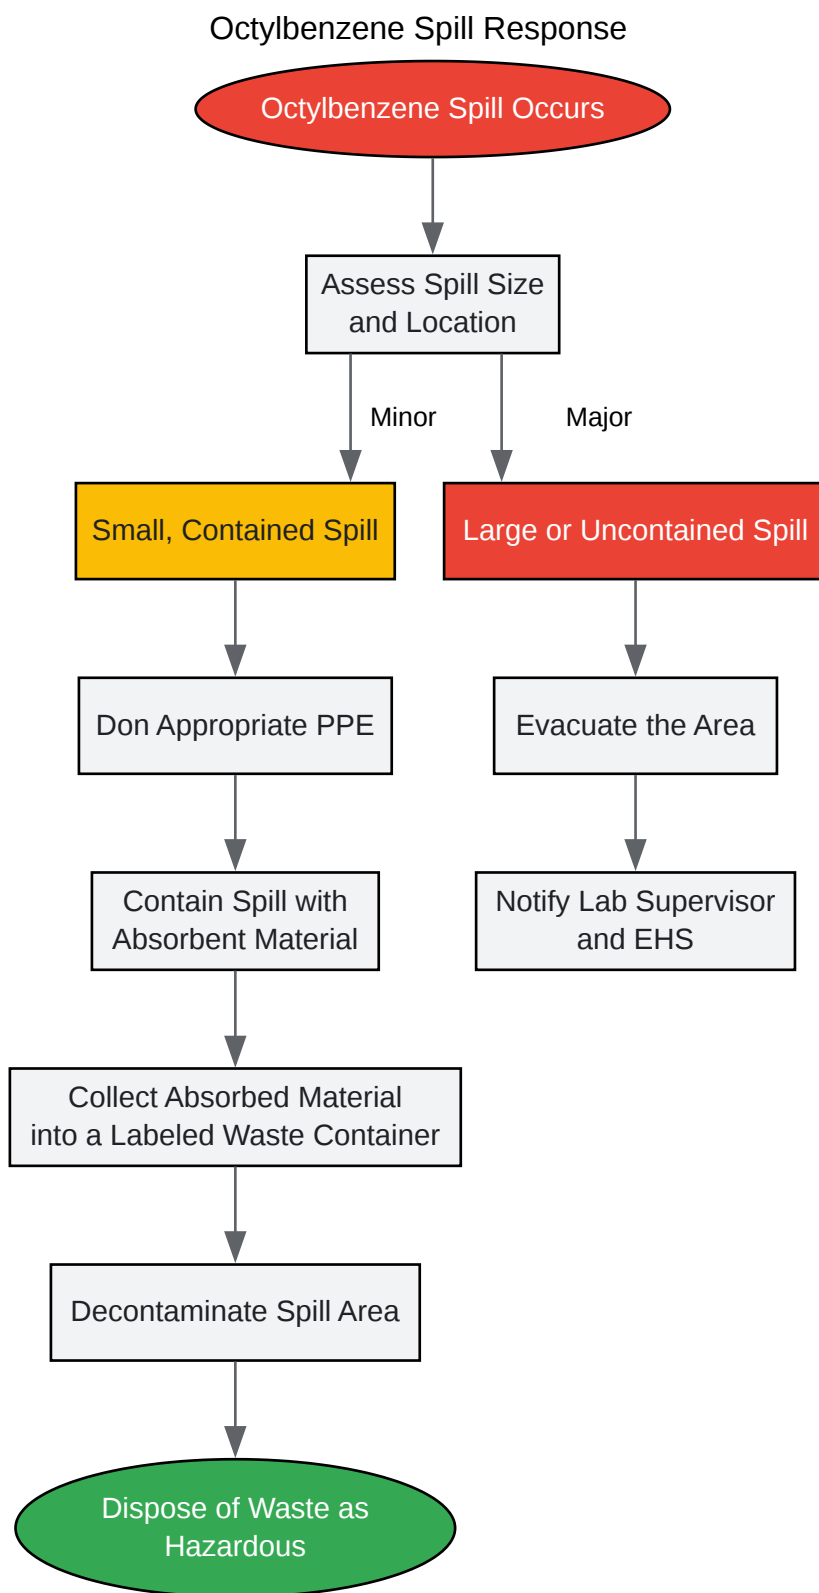 Octylbenzene Spill Response
Octylbenzene Spill Occurs
Assess Spill Size
and Location
Minor
Major
Small, Contained Spill
Large or Uncontained Spill
Don Appropriate PPE
Evacuate the Area
Contain Spill with
Absorbent Material
Notify Lab Supervisor
and EHS
Collect Absorbed Material
into a Labeled Waste Container
Decontaminate Spill Area
Dispose of Waste as
Hazardous